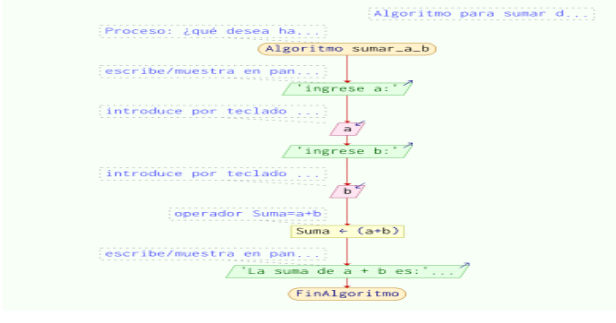 Algoritmo para sumar d...
Proceso: ¿qué desea ha...
Algoritmo sumar_a_b
escribe/muestra en pan...
'ingrese a:'
introduce por teclado ...
a
'ingrese b:'
introduce por teclado ...
b
operador Suma=a+b
Suma ← (a+b)
escribe/muestra en pan...
'La suma de a + b es:'...
FinAlgoritmo